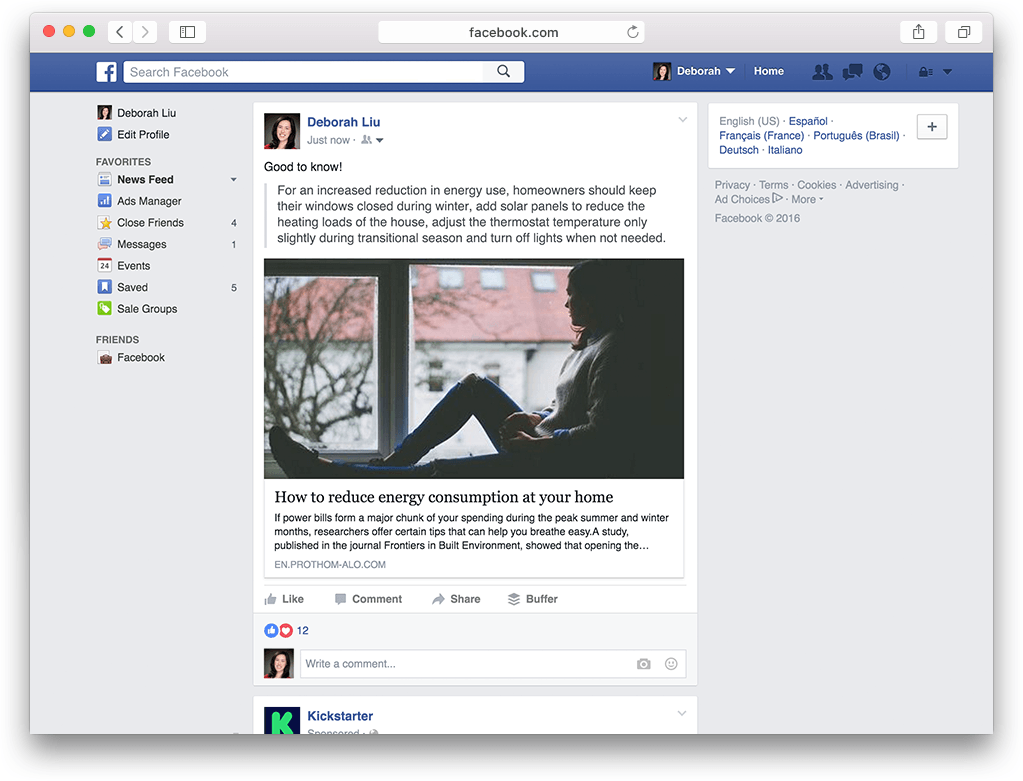 facebook.com
Search Facebook
Deborah
Home
Deborah Liu
Edit Profile
FAVORITES
News Feed
Ads Manager
Close Friends 4
Messages 1
24 Events
Saved 5
Sale Groups
FRIENDS
Facebook
Deborah Liu
Just now ·
Good to know!
For an increased reduction in energy use, homeowners should keep
their windows closed during winter, add solar panels to reduce the
heating loads of the house, adjust the thermostat temperature only
slightly during transitional season and turn off lights when not needed.
How to reduce energy consumption at your home
If power bills form a major chunk of your spending during the peak summer and winter
months, researchers offer certain tips that can help you breathe easy.A study,
published in the journal Frontiers in Built Environment, showed that opening the…
EN.PROTHOM-ALO.COM
Like Comment Share Buffer
12
Write a comment...
Kickstarter
Sponsored ·
English (US) · Español ·
Français (France) · Português (Brasil) ·
Deutsch · Italiano
+
Privacy · Terms · Cookies · Advertising ·
Ad Choices · More
Facebook © 2016